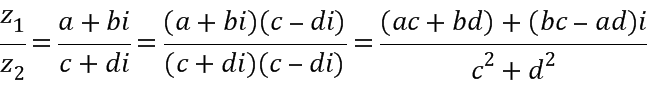 z₁/z₂ = (a + bi)/(c + di) = ((a + bi)(c – di))/((c + di)(c – di)) = ((ac + bd) + (bc – ad)i)/(c² + d²)